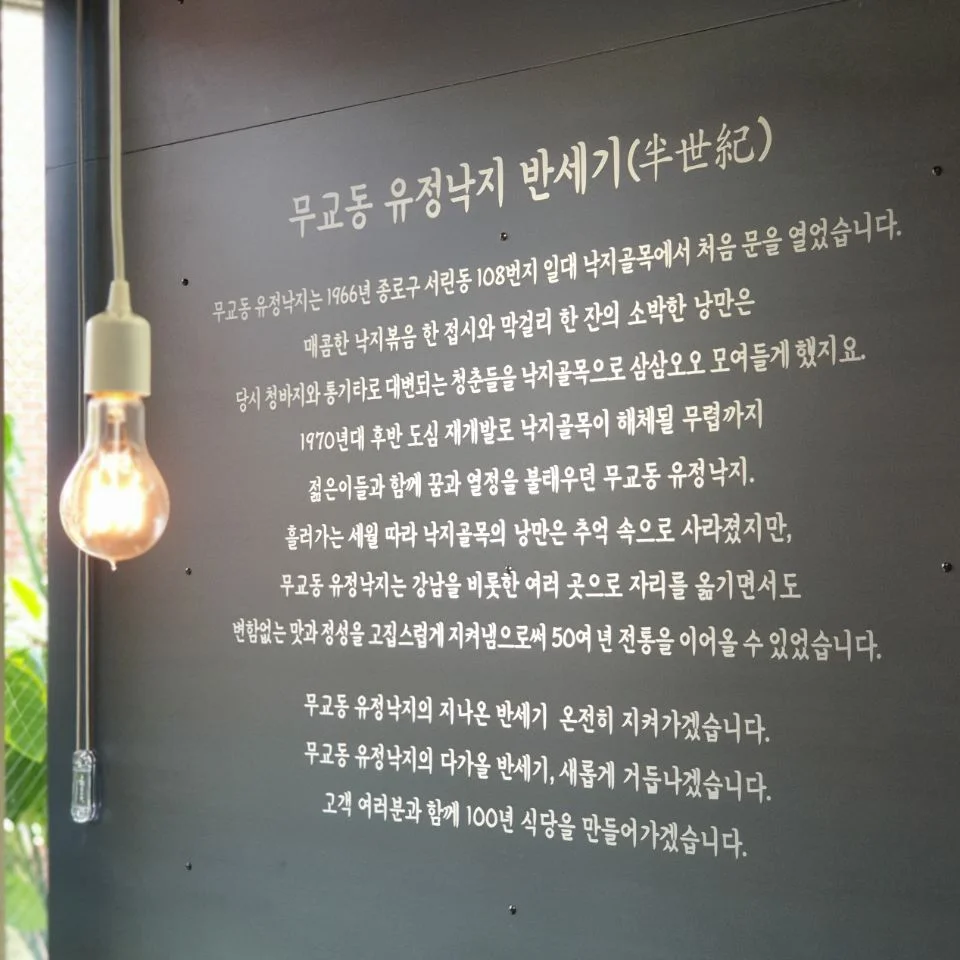 무교동 유정낙지 반세기(半世紀)
무교동 유정낙지는 1966년 종로구 서린동 108번지 일대 낙지골목에서 처음 문을 열었습니다.
매콤한 낙지볶음 한 접시와 막걸리 한 잔의 소박한 낭만은
당시 청바지와 통기타로 대변되는 청춘들을 낙지골목으로 삼삼오오 모여들게 했지요.
1970년대 후반 도심 재개발로 낙지골목이 해체될 무렵까지
젊은이들과 함께 꿈과 열정을 불태우던 무교동 유정낙지.
흘러가는 세월 따라 낙지골목의 낭만은 추억 속으로 사라졌지만,
무교동 유정낙지는 강남을 비롯한 여러 곳으로 자리를 옮기면서도
변함없는 맛과 정성을 고집스럽게 지켜냄으로써 50여 년 전통을 이어올 수 있었습니다.
무교동 유정낙지의 지나온 반세기 온전히 지켜가겠습니다.
무교동 유정낙지의 다가올 반세기, 새롭게 거듭나겠습니다.
고객 여러분과 함께 100년 식당을 만들어가겠습니다.